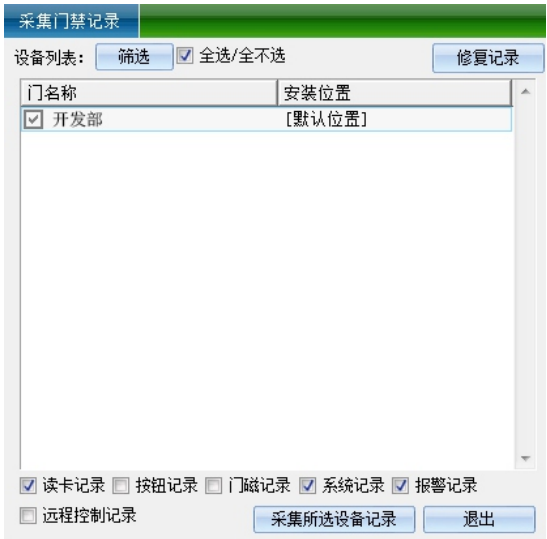 采集门禁记录
设备列表： 筛选 全选/全不选 修复记录
门名称 安装位置
开发部 [默认位置]
读卡记录 按钮记录 门磁记录 系统记录 报警记录
远程控制记录 采集所选设备记录 退出